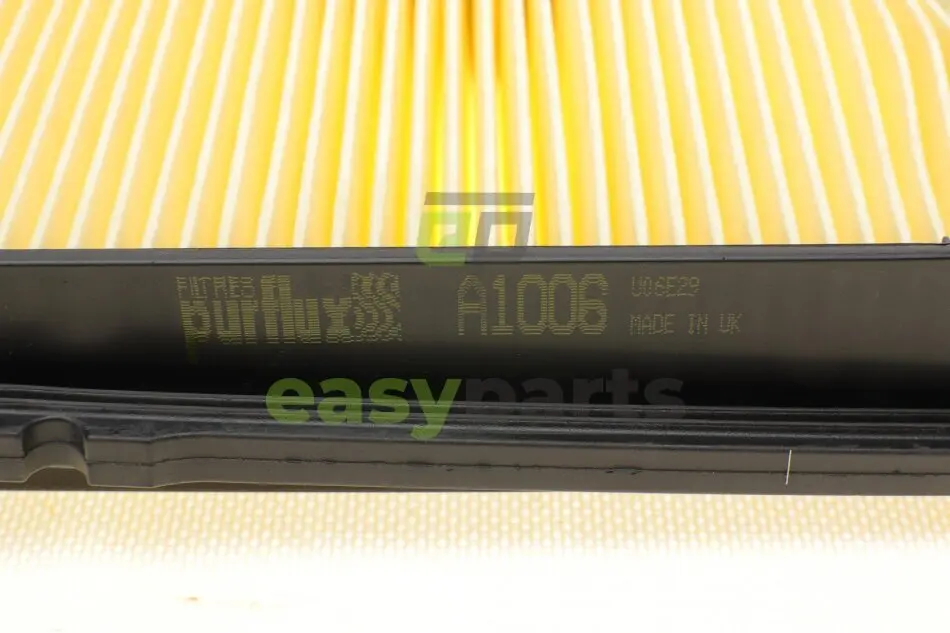 FILTRES
purflux
A1006
U06E29
MADE IN UK
easyparts